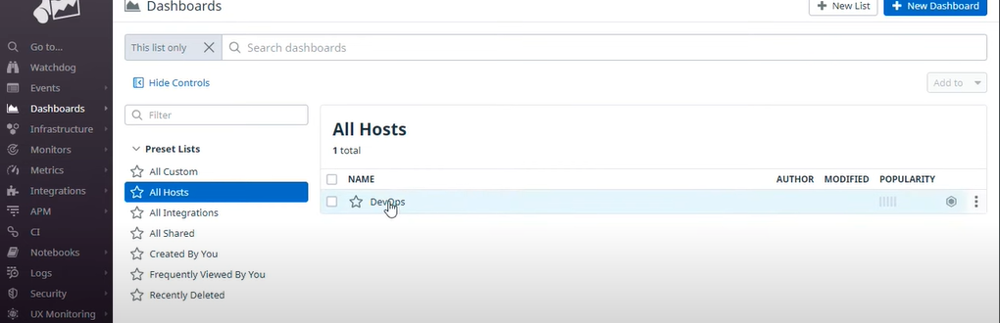 Dashboards
+ New List
+ New Dashboard
Go to...
Watchdog
Events
Dashboards
Infrastructure
Monitors
Metrics
Integrations
APM
CI
Notebooks
Logs
Security
UX Monitoring
This list only
Search dashboards
Hide Controls
Add to
Filter
Preset Lists
All Custom
All Hosts
All Integrations
All Shared
Created By You
Frequently Viewed By You
Recently Deleted
All Hosts
1 total
NAME AUTHOR MODIFIED POPULARITY
DevOps